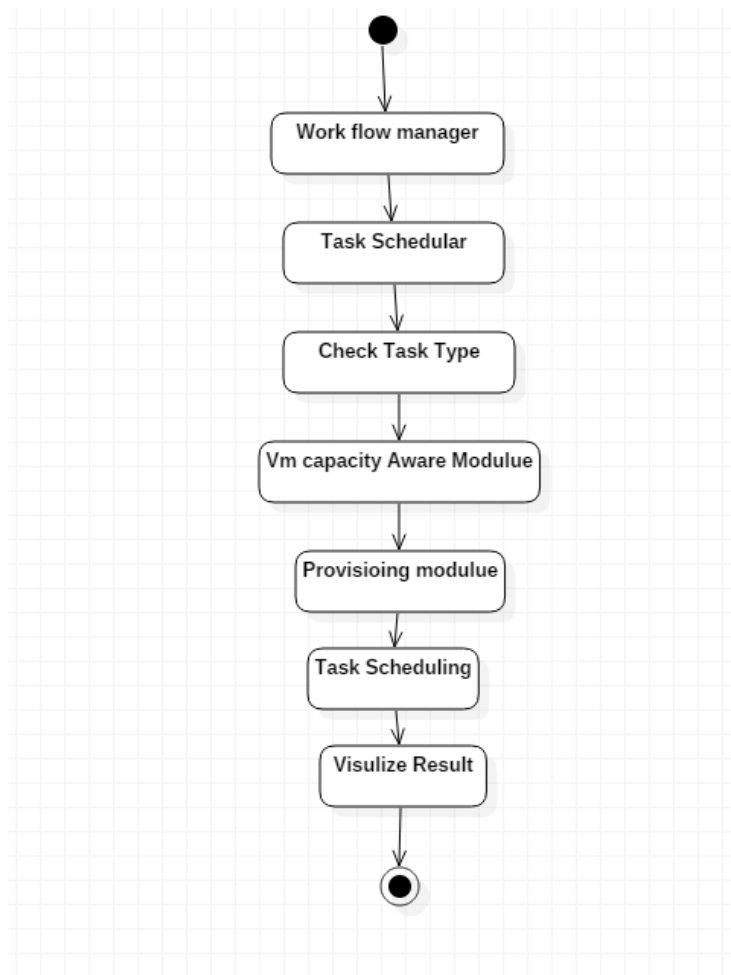 Work flow manager
Task Schedular
Check Task Type
Vm capacity Aware Modulue
Provisioing modulue
Task Scheduling
Visulize Result